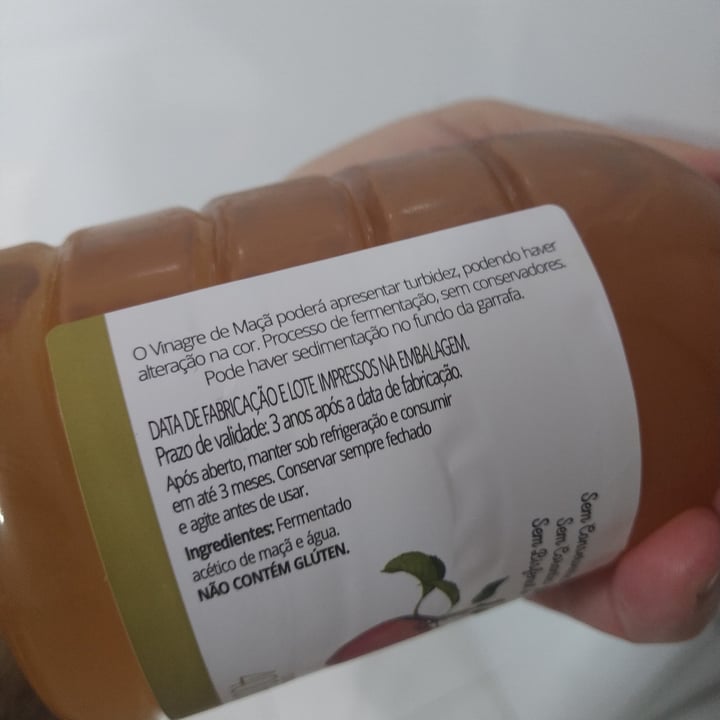 O Vinagre de Maçã poderá apresentar turbidez, podendo haver
alteração na cor. Processo de fermentação, sem conservadores.
Pode haver sedimentação no fundo da garrafa.
DATA DE FABRICAÇÃO E LOTE IMPRESSOS NA EMBALAGEM.
Prazo de validade: 3 anos após a data de fabricação.
Após aberto, manter sob refrigeração e consumir
em até 3 meses. Conservar sempre fechado
e agite antes de usar.
Ingredientes: Fermentado
acético de maçã e água.
NÃO CONTÉM GLÚTEN.
Sem
Sem
Sem